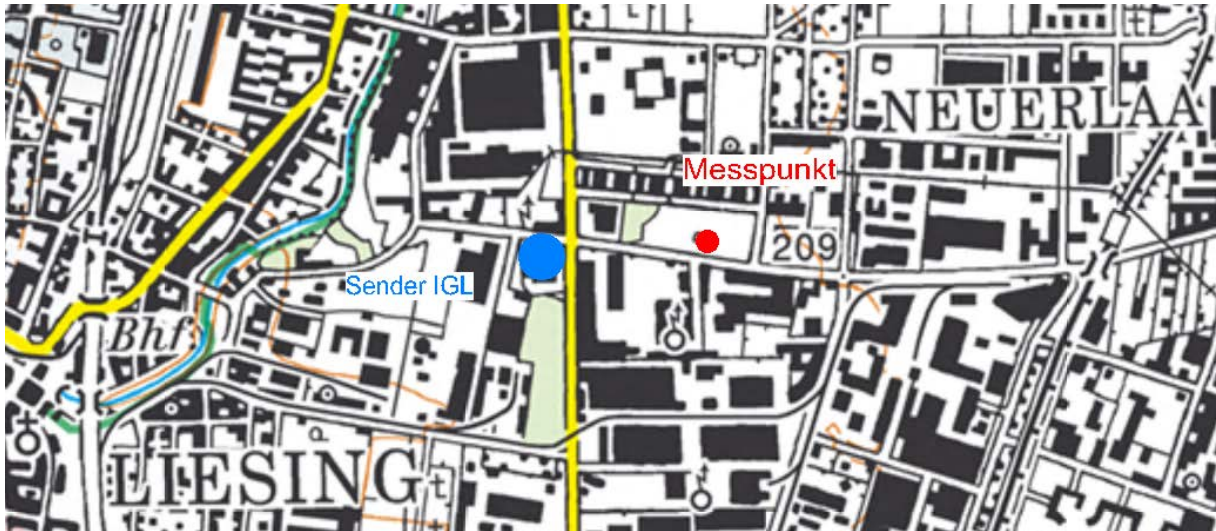 NEUERLAA
Messpunkt
209
Sender IGL
Bhf
LIESING